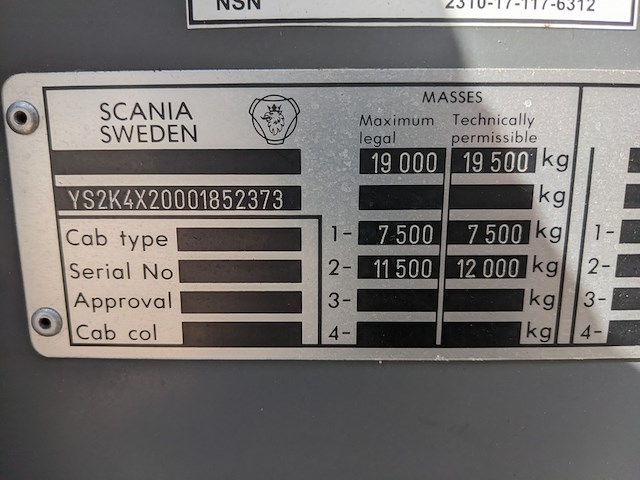 NSN 2310-17-117-6312
SCANIA
SWEDEN
MASSES
Maximum legal
Technically permissible
19 000 19 500 kg
YS2K4X20001852373 kg
Cab type 1- 7 500 7 500 kg 1-
Serial No 2- 11 500 12 000 kg 2-
Approval 3- kg 3-
Cab col 4- kg 4-